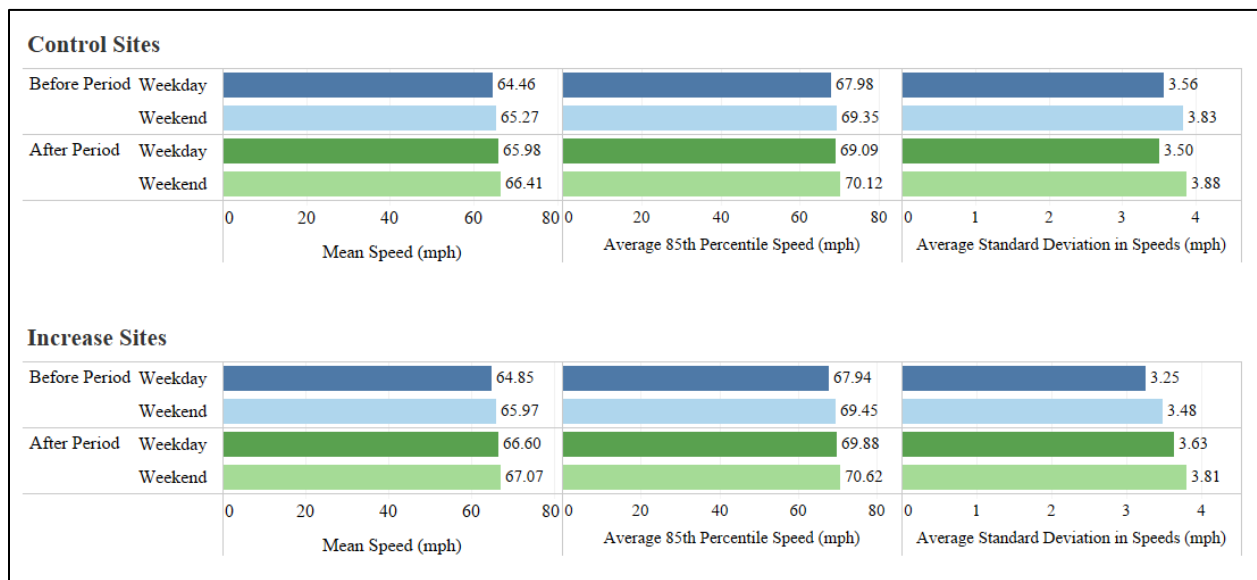 Control Sites
Before Period Weekday 64.46 67.98 3.56
Weekend 65.27 69.35 3.83
After Period Weekday 65.98 69.09 3.50
Weekend 66.41 70.12 3.88
0 20 40 60 80 0 20 40 60 80 0 1 2 3 4
Mean Speed (mph) Average 85th Percentile Speed (mph) Average Standard Deviation in Speeds (mph)
Increase Sites
Before Period Weekday 64.85 67.94 3.25
Weekend 65.97 69.45 3.48
After Period Weekday 66.60 69.88 3.63
Weekend 67.07 70.62 3.81
0 20 40 60 80 0 20 40 60 80 0 1 2 3 4
Mean Speed (mph) Average 85th Percentile Speed (mph) Average Standard Deviation in Speeds (mph)